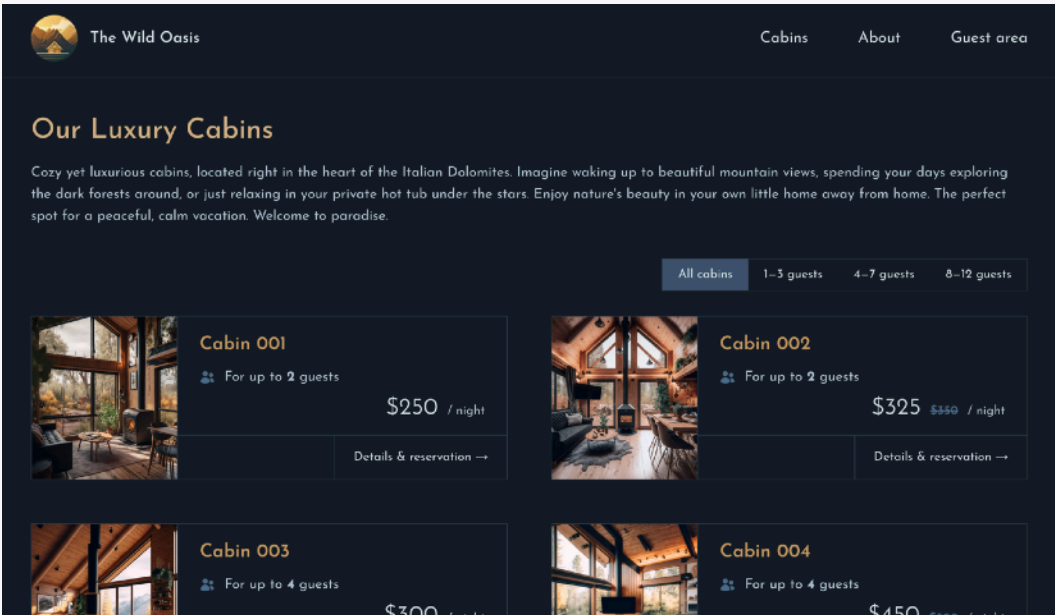 The Wild Oasis
Cabins About Guest area
Our Luxury Cabins
Cozy yet luxurious cabins, located right in the heart of the Italian Dolomites. Imagine waking up to beautiful mountain views, spending your days exploring
the dark forests around, or just relaxing in your private hot tub under the stars. Enjoy nature's beauty in your own little home away from home. The perfect
spot for a peaceful, calm vacation. Welcome to paradise.
All cabins 1–3 guests 4–7 guests 8–12 guests
Cabin 001
For up to 2 guests
$250 / night
Details & reservation →
Cabin 002
For up to 2 guests
$325 $350 / night
Details & reservation →
Cabin 003
For up to 4 guests
$300
Cabin 004
For up to 4 guests
$450